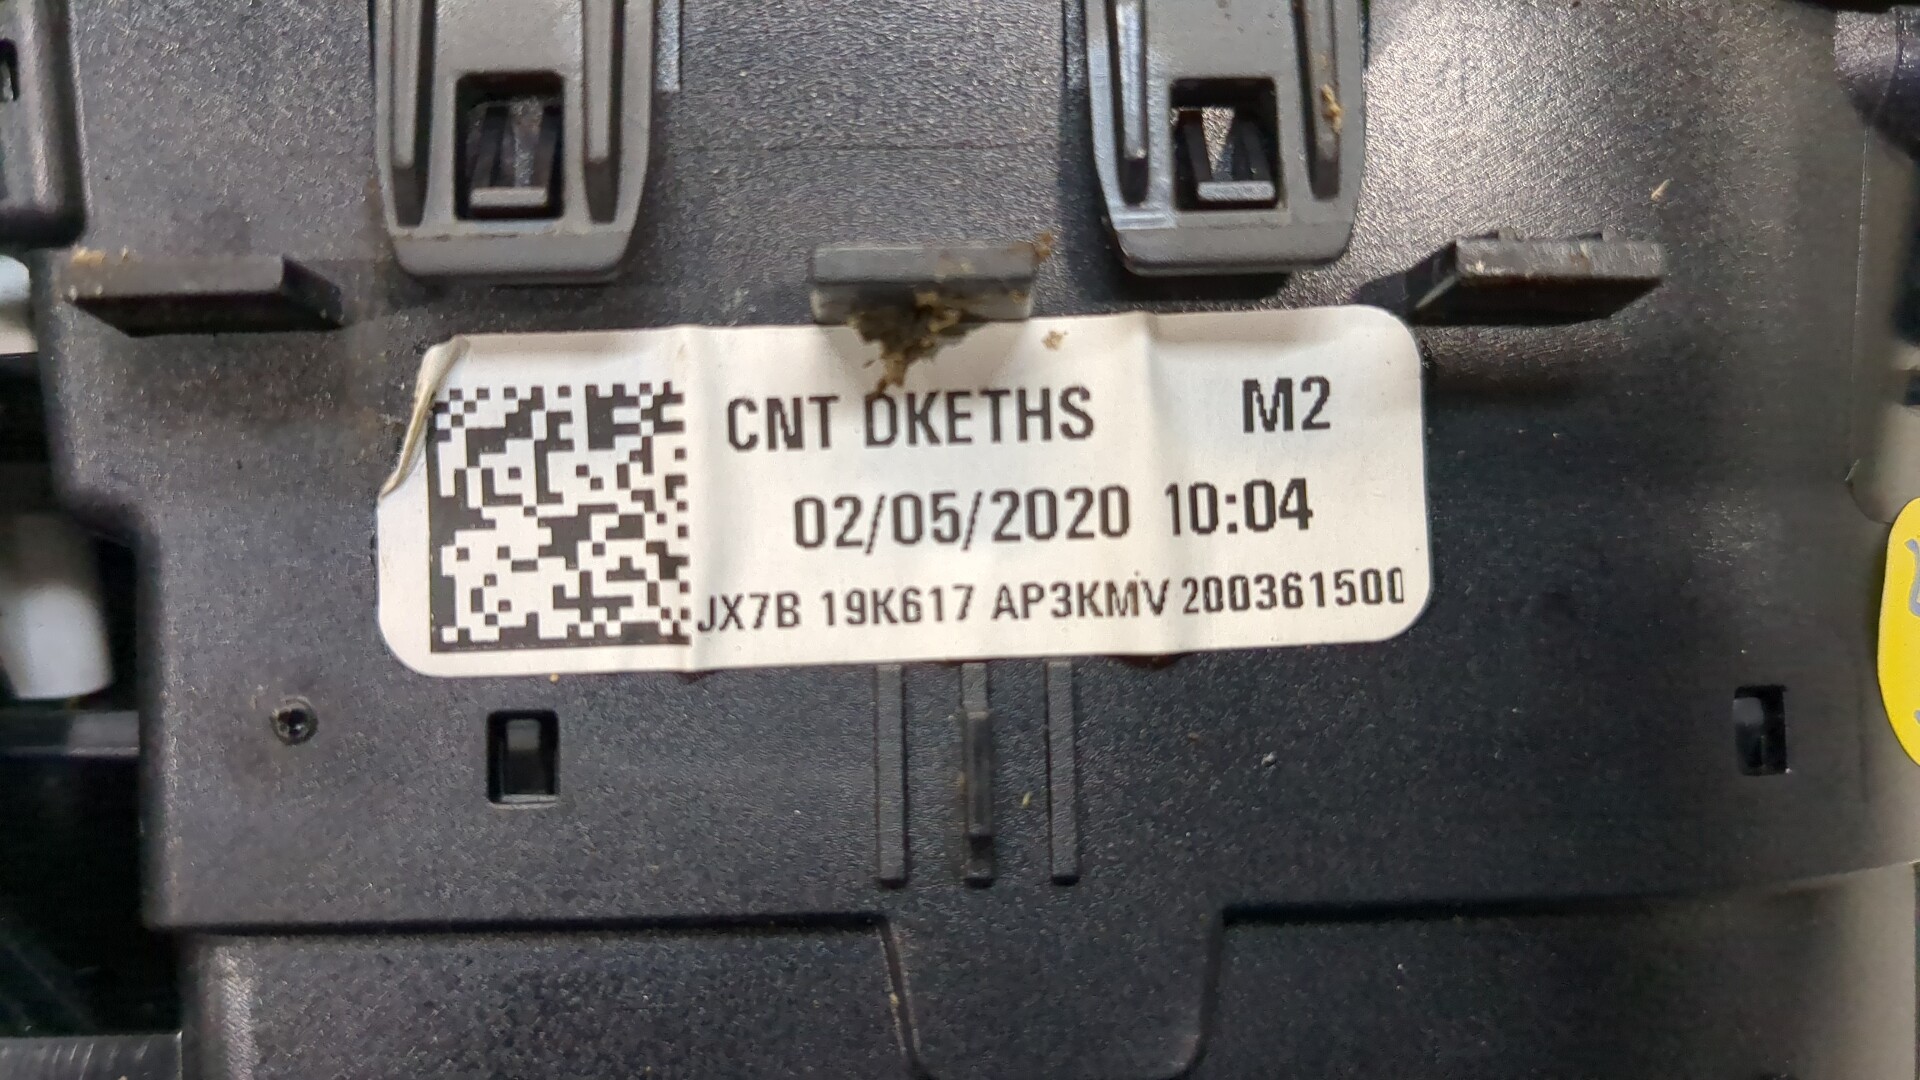 CNT DKETHS M2
02/05/2020 10:04
JX7B 19K617 AP3KMV 200361500